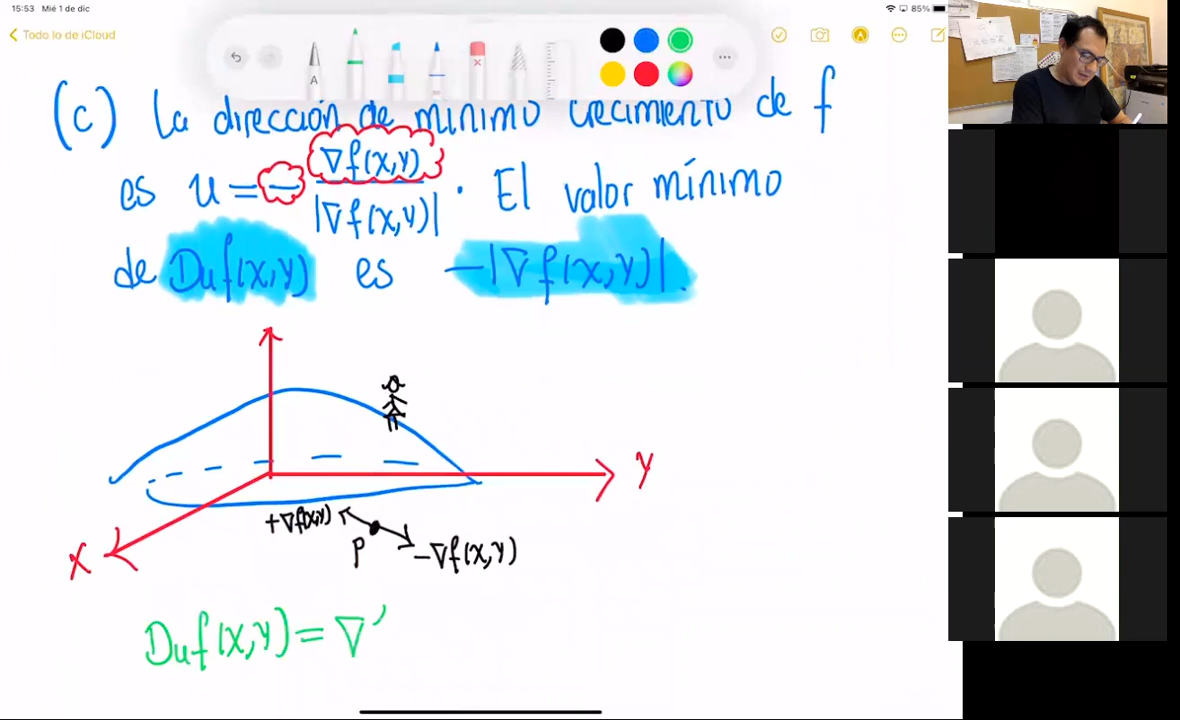 15:53 Mié 1 de dic
85%
Todo lo de iCloud
A
(c) La dirección de mínimo crecimiento de f
es u = - ∇f(x,y) / |∇f(x,y)| . El valor mínimo
de Duf(x,y) es -|∇f(x,y)|.
y
+∇f(x,y)
P
-∇f(x,y)
x
Duf(x,y) = ∇